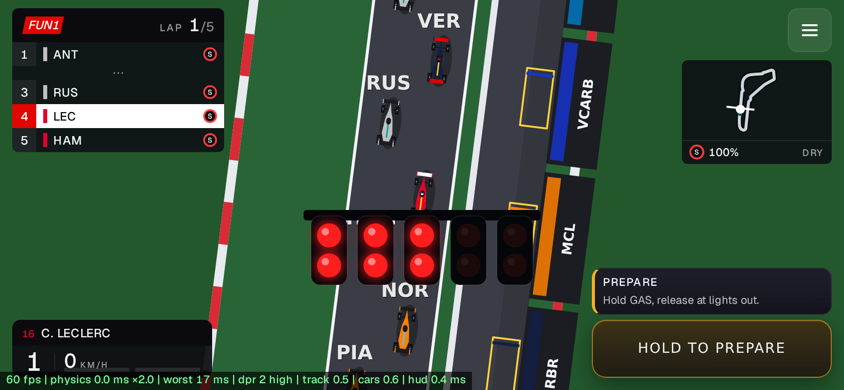 FUN1
LAP 1/5
1 ANT S
...
3 RUS S
4 LEC S
5 HAM S
VER
RUS
NOR
PIA
VCARB
MCL
RBR
S 100% DRY
PREPARE
Hold GAS, release at lights out.
HOLD TO PREPARE
16 C. LECLERC
1 0 KM/H
60 fps | physics 0.0 ms ×2.0 | worst 17 ms | dpr 2 high | track 0.5 | cars 0.6 | hud 0.4 ms